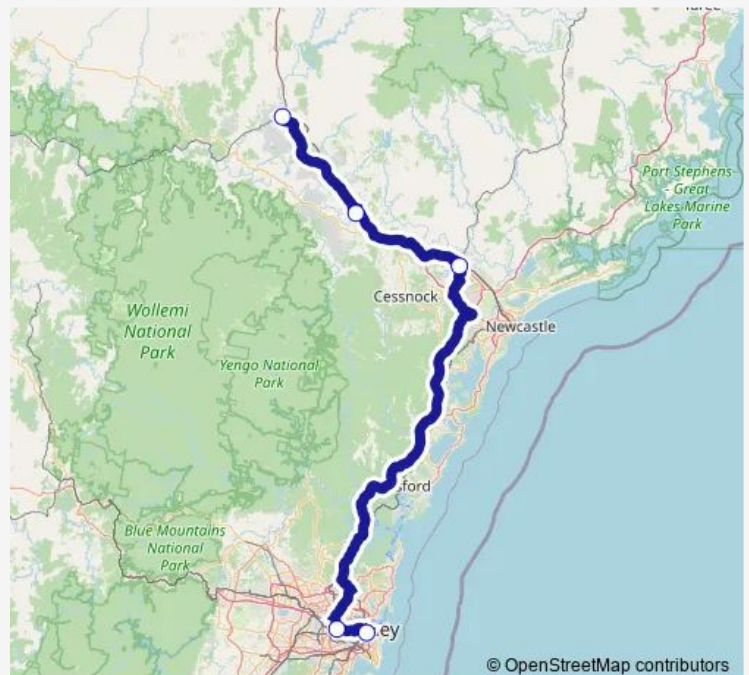 Port Stephens
- Great
Lakes Marine
Park
Cessnock
Wollemi
National
Park
Newcastle
Yengo National
Park
sford
Blue Mountains
National
Park
ey
© OpenStreetMap contributors